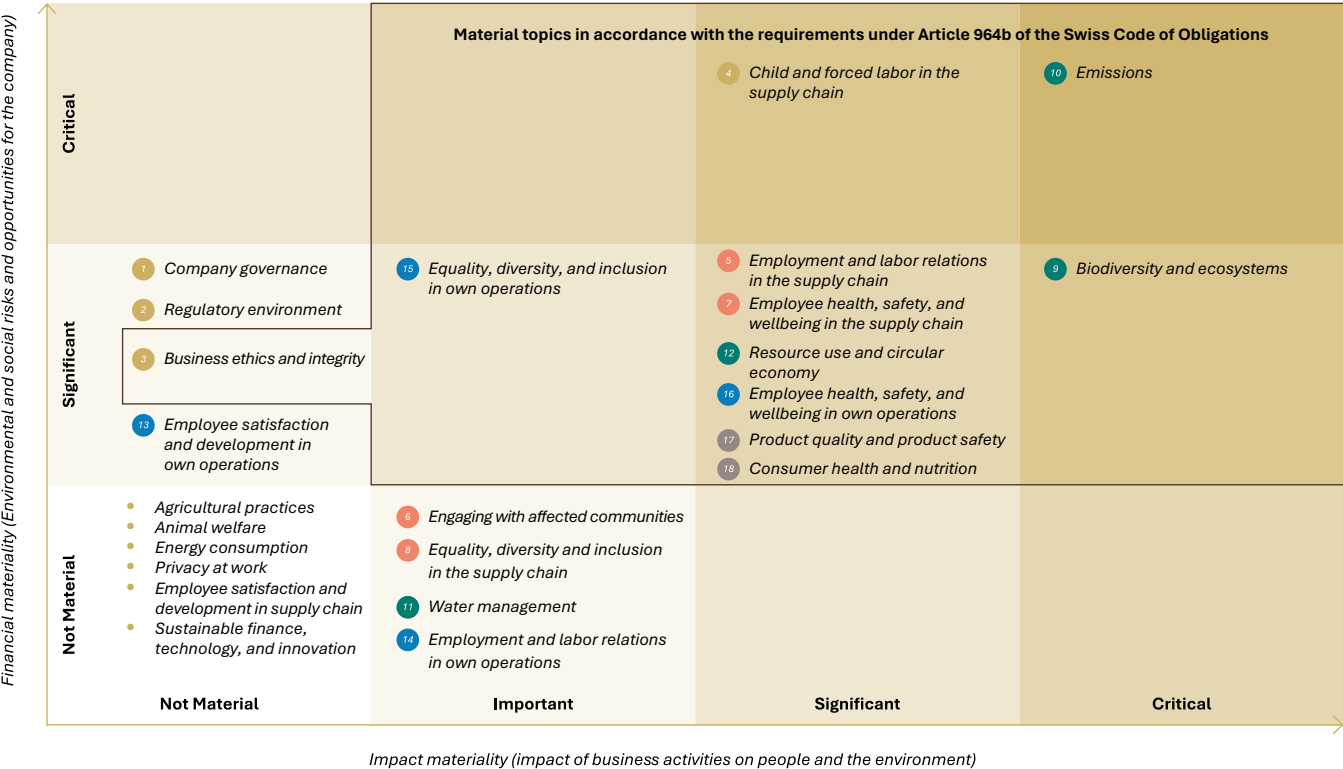 Financial materiality (Environmental and social risks and opportunities for the company)
Material topics in accordance with the requirements under Article 964b of the Swiss Code of Obligations
Critical
4 Child and forced labor in the
supply chain
10 Emissions
Significant
1 Company governance
2 Regulatory environment
3 Business ethics and integrity
13 Employee satisfaction
and development in
own operations
15 Equality, diversity, and inclusion
in own operations
5 Employment and labor relations
in the supply chain
7 Employee health, safety, and
wellbeing in the supply chain
12 Resource use and circular
economy
16 Employee health, safety, and
wellbeing in own operations
17 Product quality and product safety
18 Consumer health and nutrition
9 Biodiversity and ecosystems
Not Material
• Agricultural practices
• Animal welfare
• Energy consumption
• Privacy at work
• Employee satisfaction and
development in supply chain
• Sustainable finance,
technology, and innovation
6 Engaging with affected communities
8 Equality, diversity and inclusion
in the supply chain
11 Water management
14 Employment and labor relations
in own operations
Not Material
Important
Significant
Critical
Impact materiality (impact of business activities on people and the environment)